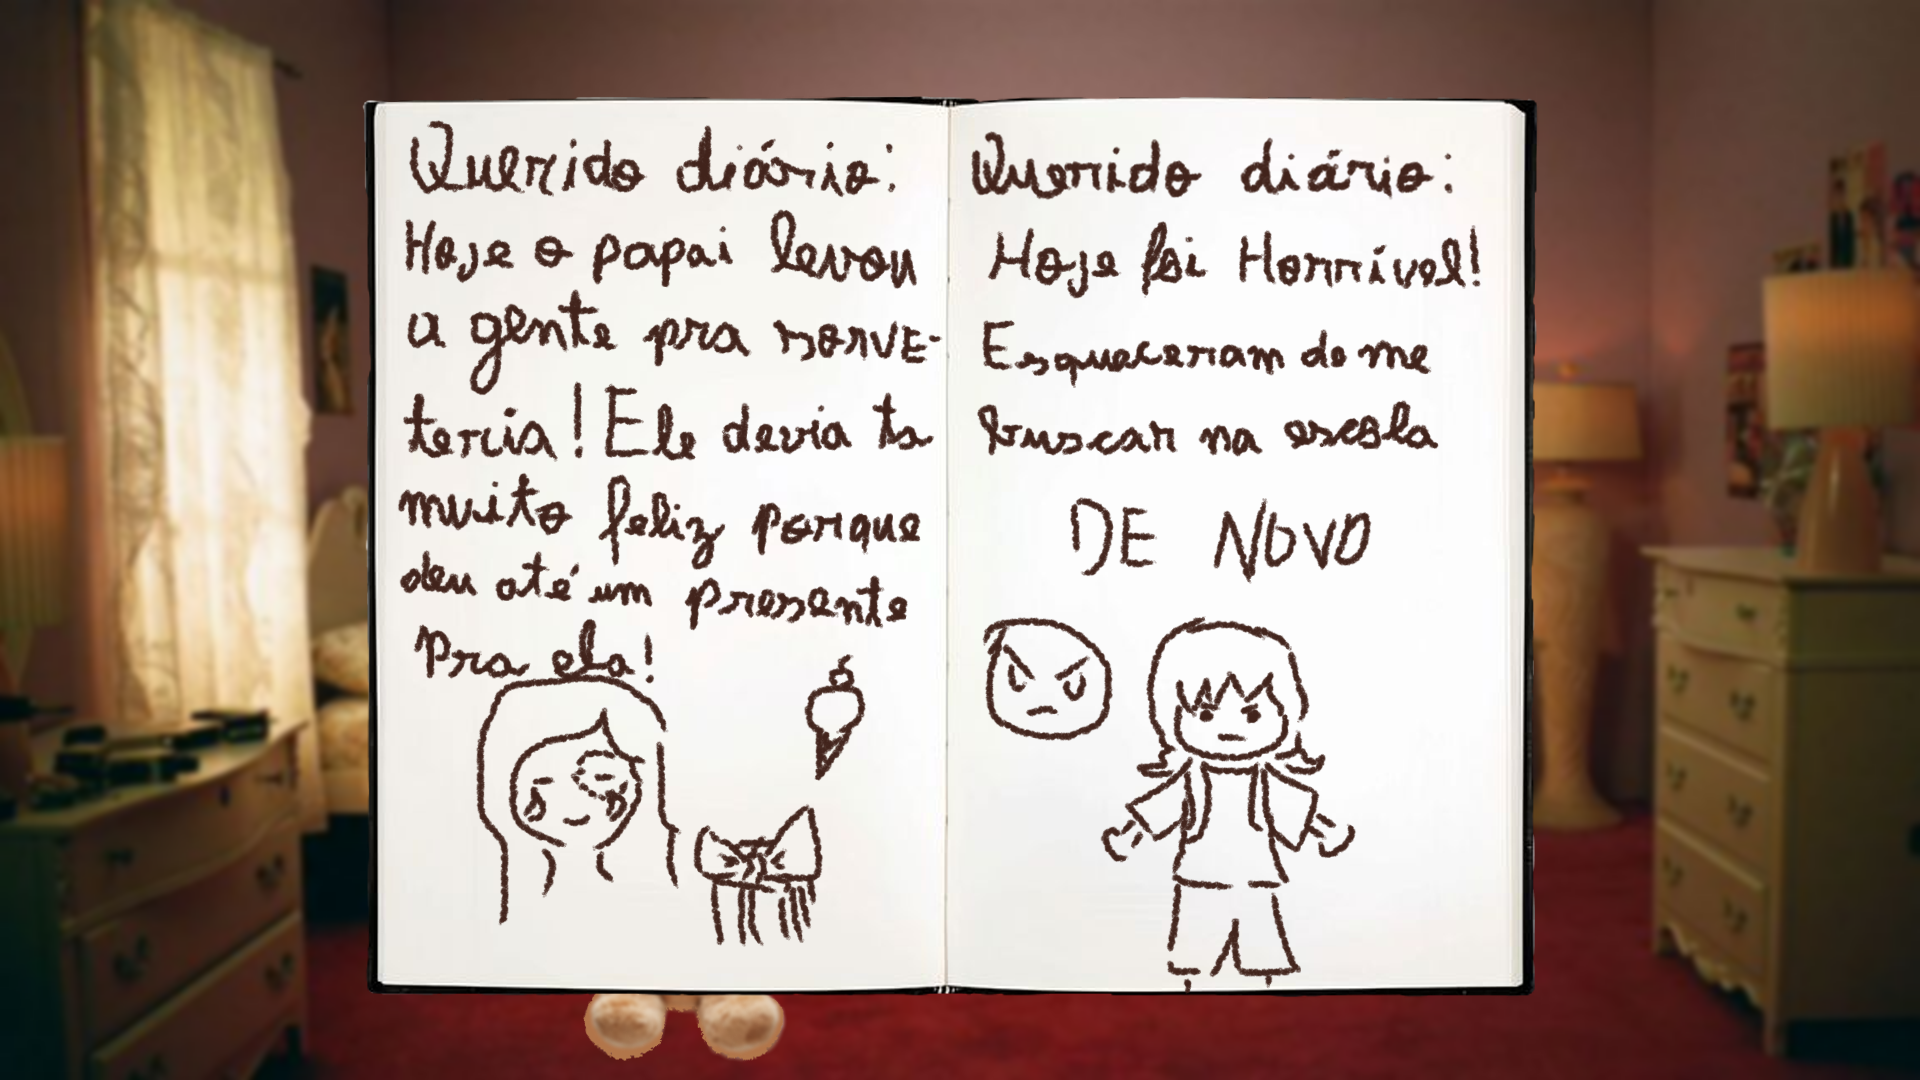 Querido diário:
Hoje o papai levou
a gente pra sorve-
teria! Ele devia ta
muito feliz porque
deu até um presente
pra ela!
Querido diário:
Hoje foi Horrível!
Esqueceram de me
buscar na escola
DE NOVO